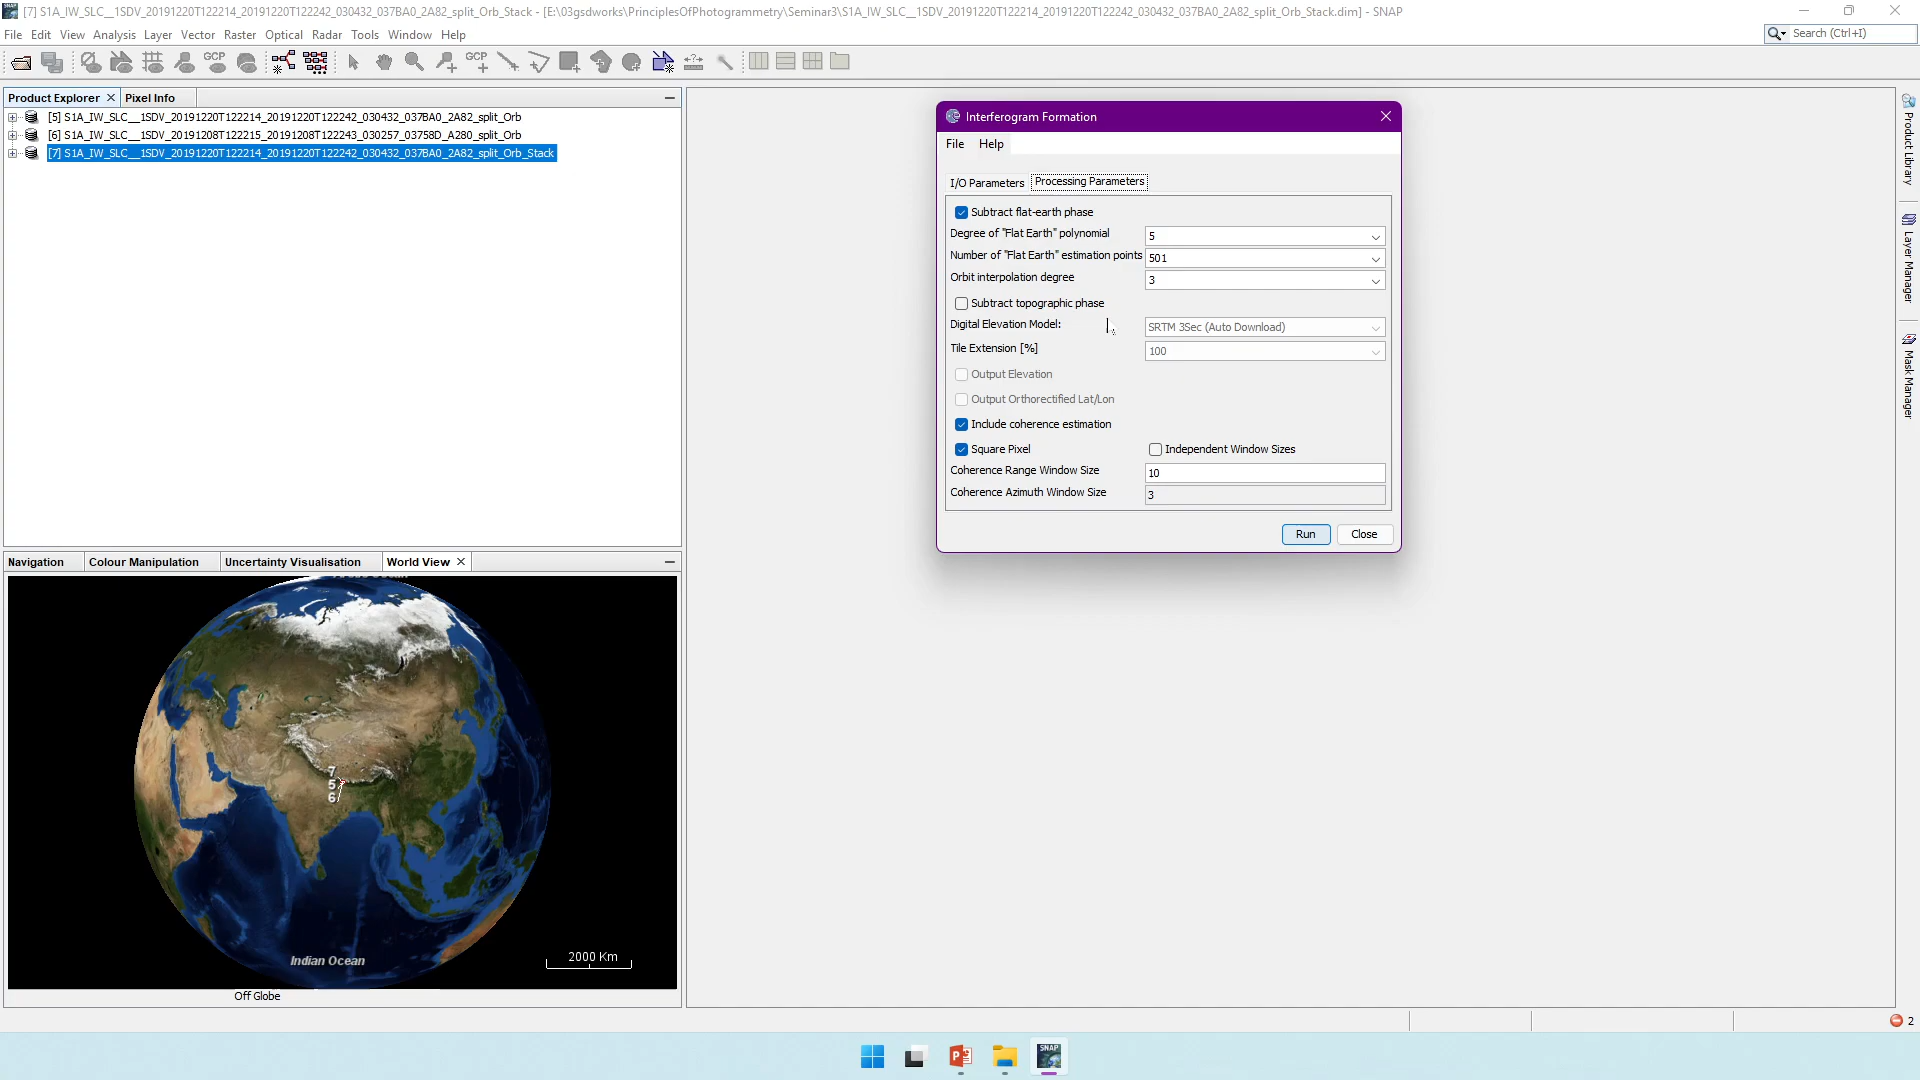 [7] S1A_IW_SLC__1SDV_20191220T122214_20191220T122242_030432_037BA0_2A82_split_Orb_Stack - [E:\03gsdworks\PrinciplesOfPhotogrammetry\Seminar3\S1A_IW_SLC__1SDV_20191220T122214_20191220T122242_030432_037BA0_2A82_split_Orb_Stack.dim] - SNAP
File Edit View Analysis Layer Vector Raster Optical Radar Tools Window Help
Search (Ctrl+I)
GCP GCP
Product Explorer Pixel Info
[5] S1A_IW_SLC__1SDV_20191220T122214_20191220T122242_030432_037BA0_2A82_split_Orb
[6] S1A_IW_SLC__1SDV_20191208T122215_20191208T122243_030257_03758D_A280_split_Orb
[7] S1A_IW_SLC__1SDV_20191220T122214_20191220T122242_030432_037BA0_2A82_split_Orb_Stack
Interferogram Formation
File Help
I/O Parameters Processing Parameters
Subtract flat-earth phase
Degree of "Flat Earth" polynomial 5
Number of "Flat Earth" estimation points 501
Orbit interpolation degree 3
Subtract topographic phase
Digital Elevation Model: SRTM 3Sec (Auto Download)
Tile Extension [%] 100
Output Elevation
Output Orthorectified Lat/Lon
Include coherence estimation
Square Pixel Independent Window Sizes
Coherence Range Window Size 10
Coherence Azimuth Window Size 3
Run Close
Product Library
Layer Manager
Mask Manager
Navigation Colour Manipulation Uncertainty Visualisation World View
7
5
6
Indian Ocean
2000 Km
Off Globe
2
SNAP